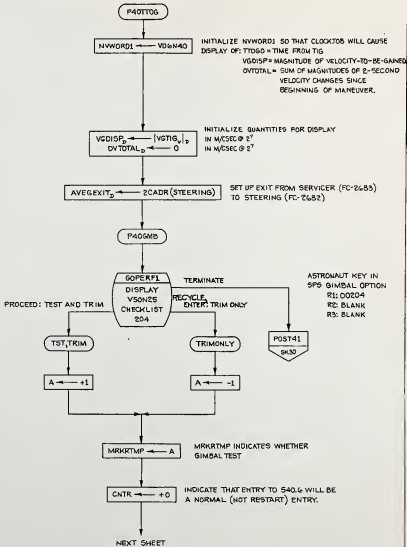 P40TTOG
NVWORD1 ← VD6N40
INITIALIZE NVWORD1 SO THAT CLOCKTOB WILL CAUSE
DISPLAY OF: TTOGO = TIME FROM TIG
VGDISP = MAGNITUDE OF VELOCITY-TO-BE-GAINED
DVTOTAL = SUM OF MAGNITUDES OF 2-SECOND
VELOCITY CHANGES SINCE
BEGINNING OF MANEUVER.
VGDISP_D ← |VGTIG_V|_D
DVTOTAL_D ← 0
INITIALIZE QUANTITIES FOR DISPLAY
IN M/CSEC @ 2⁷
IN M/CSEC @ 2⁷
AVEGEXIT_D ← 2CADR (STEERING)
SET UP EXIT FROM SERVICER (FC-2683)
TO STEERING (FC-2682)
P40GMB
GOPERF1
DISPLAY
V50N25
CHECKLIST
204
TERMINATE
PROCEED: TEST AND TRIM
RECYCLE,
ENTER: TRIM ONLY
ASTRONAUT KEY IN
SPS GIMBAL OPTION
R1: 00204
R2: BLANK
R3: BLANK
TST,TRIM
TRIMONLY
POST41
SH30
A ← +1
A ← -1
MRKRTMP ← A
MRKRTMP INDICATES WHETHER
GIMBAL TEST
CNTR ← +0
INDICATE THAT ENTRY TO S40.6 WILL BE
A NORMAL (NOT RESTART) ENTRY.
NEXT SHEET